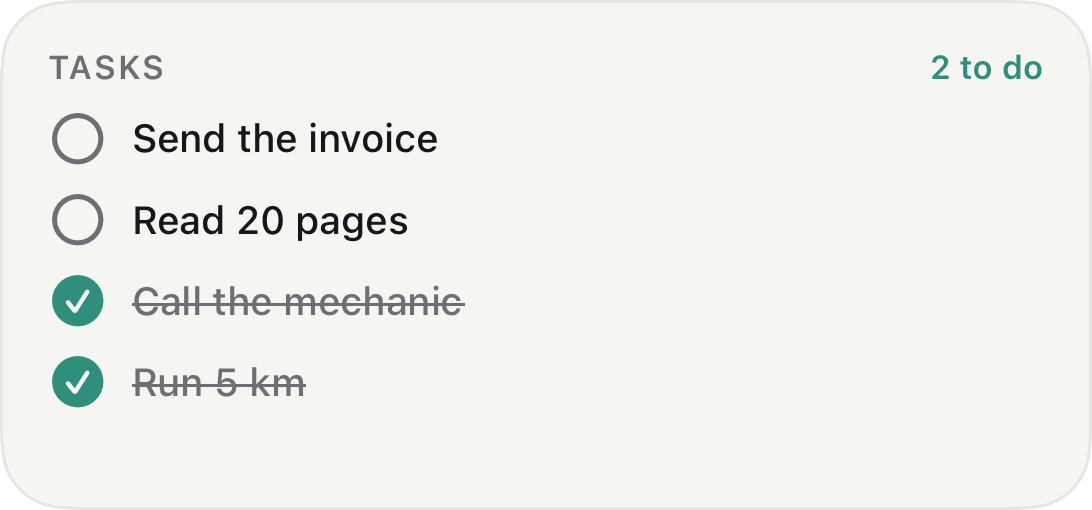 TASKS 2 to do
Send the invoice
Read 20 pages
Call the mechanic
Run 5 km